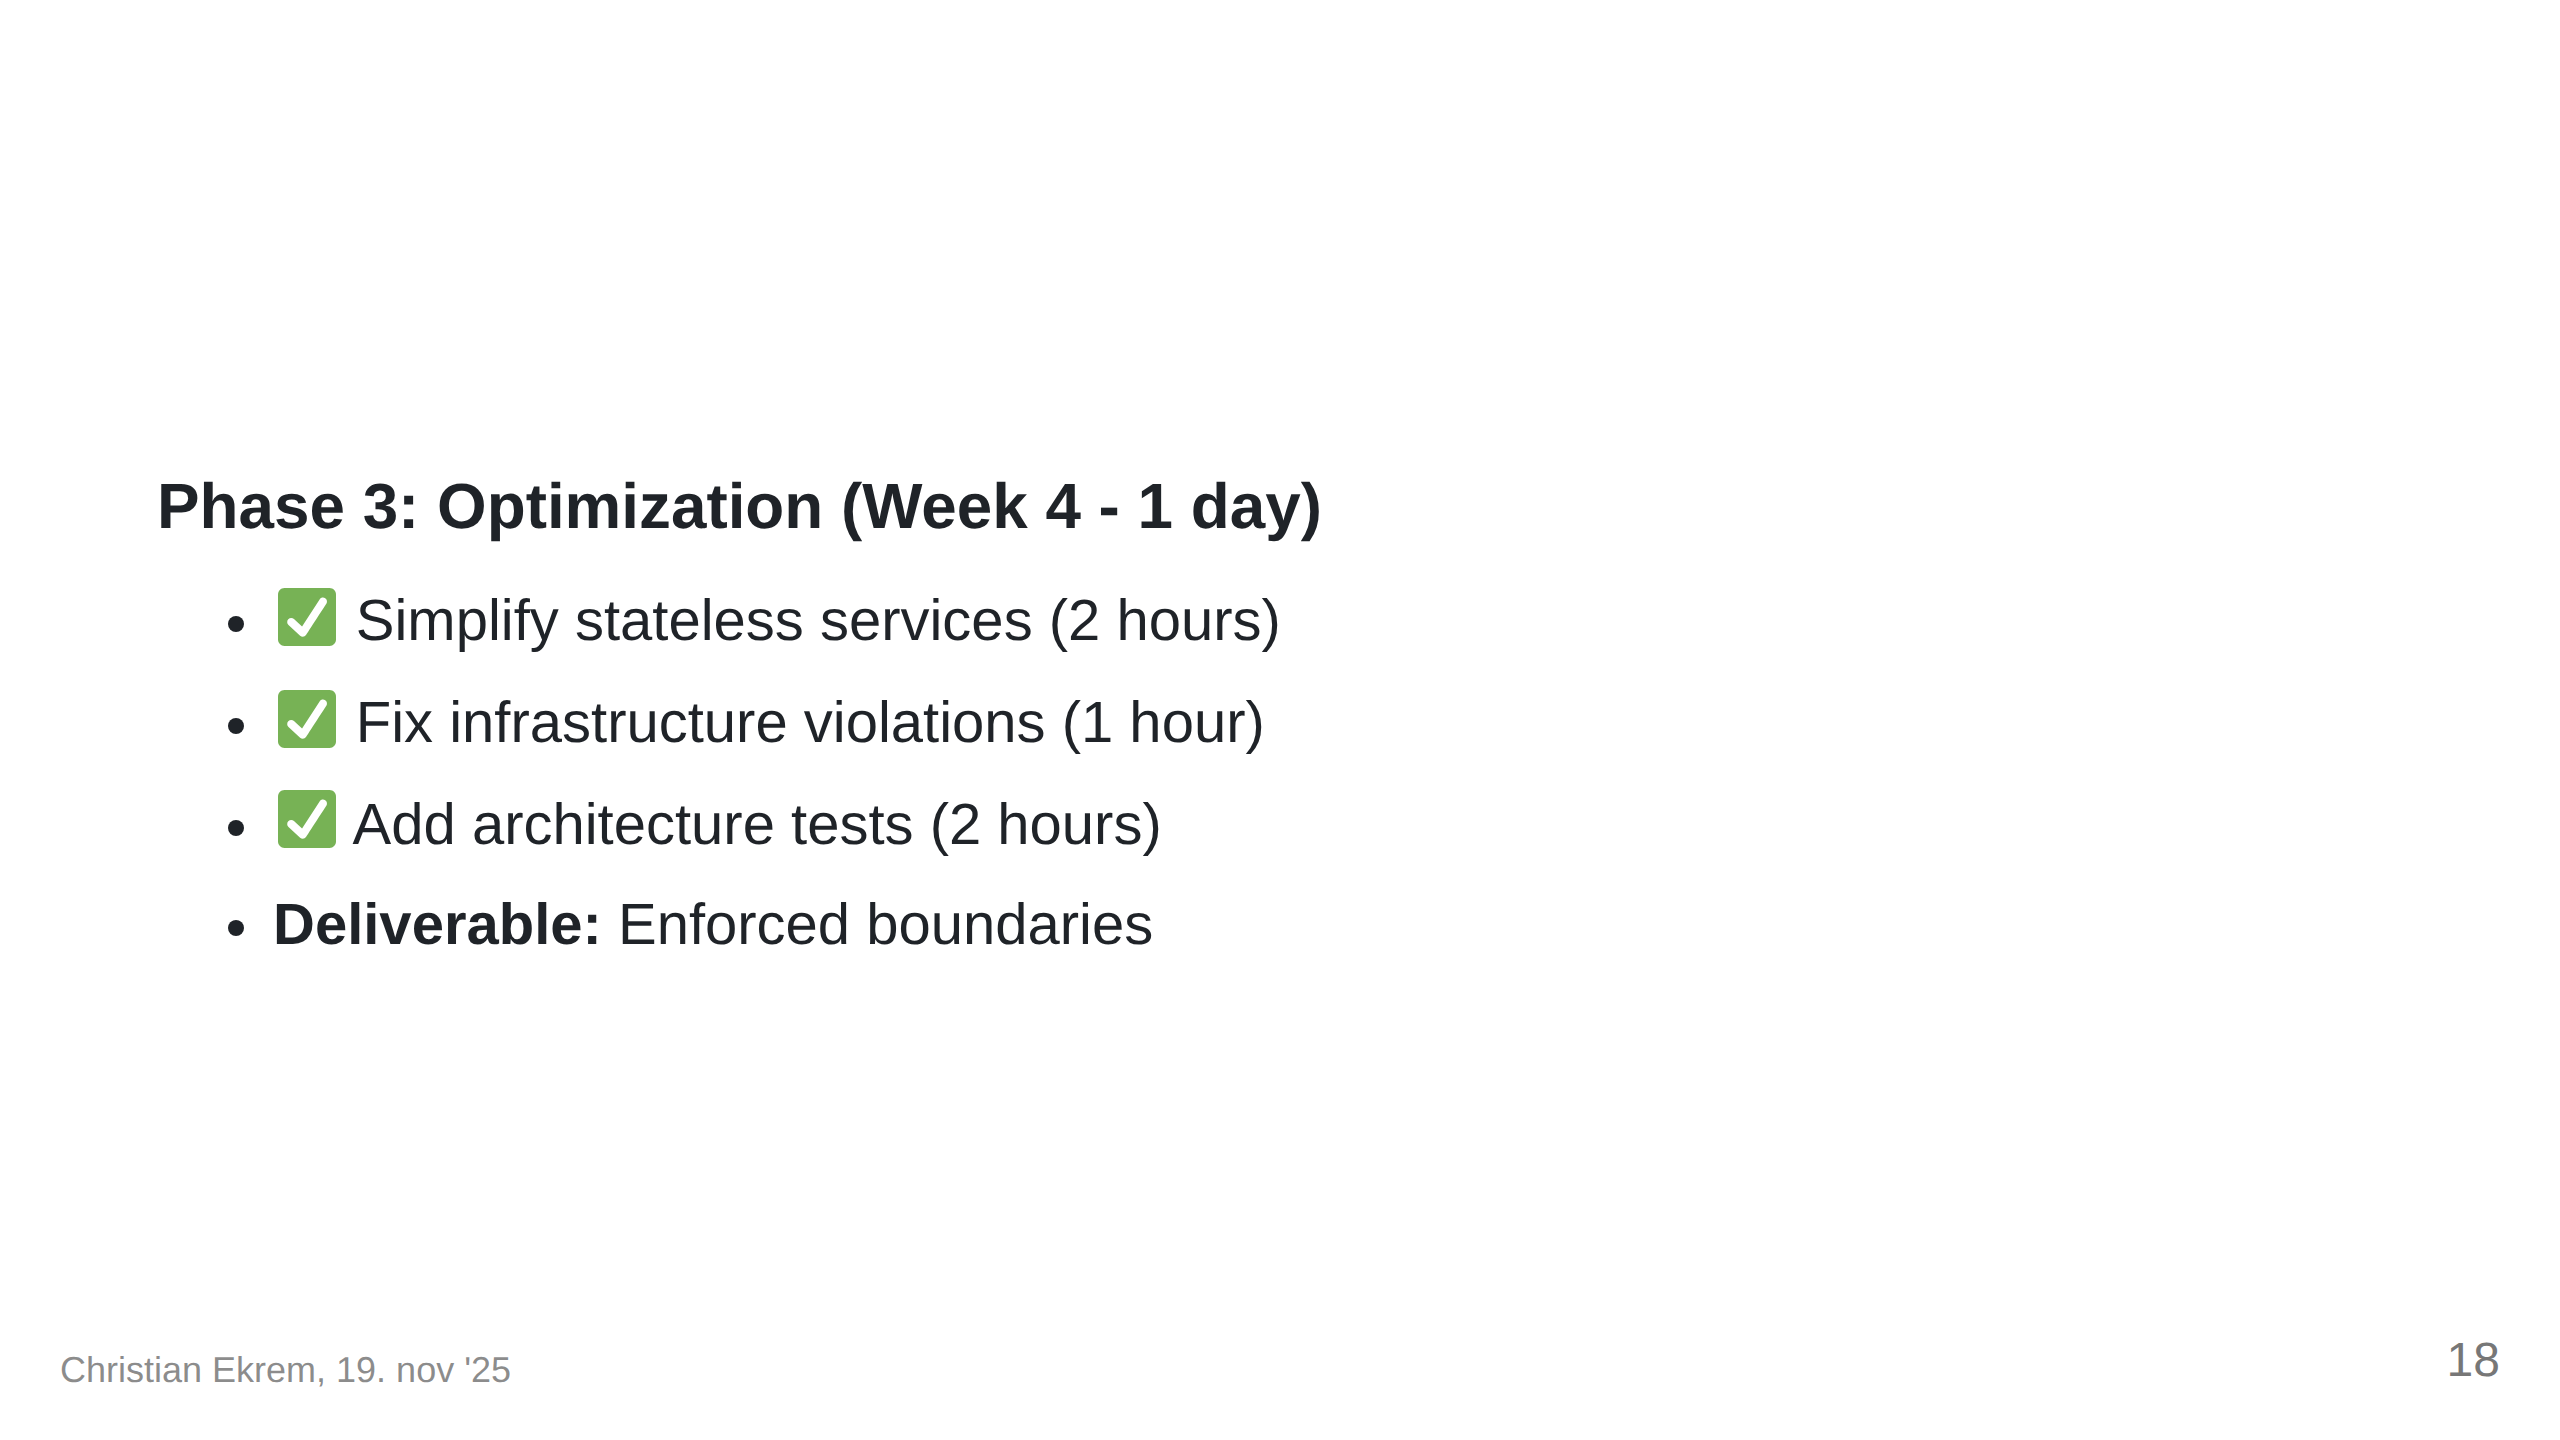 Phase 3: Optimization (Week 4 - 1 day)
• ✅ Simplify stateless services (2 hours)
• ✅ Fix infrastructure violations (1 hour)
• ✅ Add architecture tests (2 hours)
• Deliverable: Enforced boundaries
Christian Ekrem, 19. nov '25
18